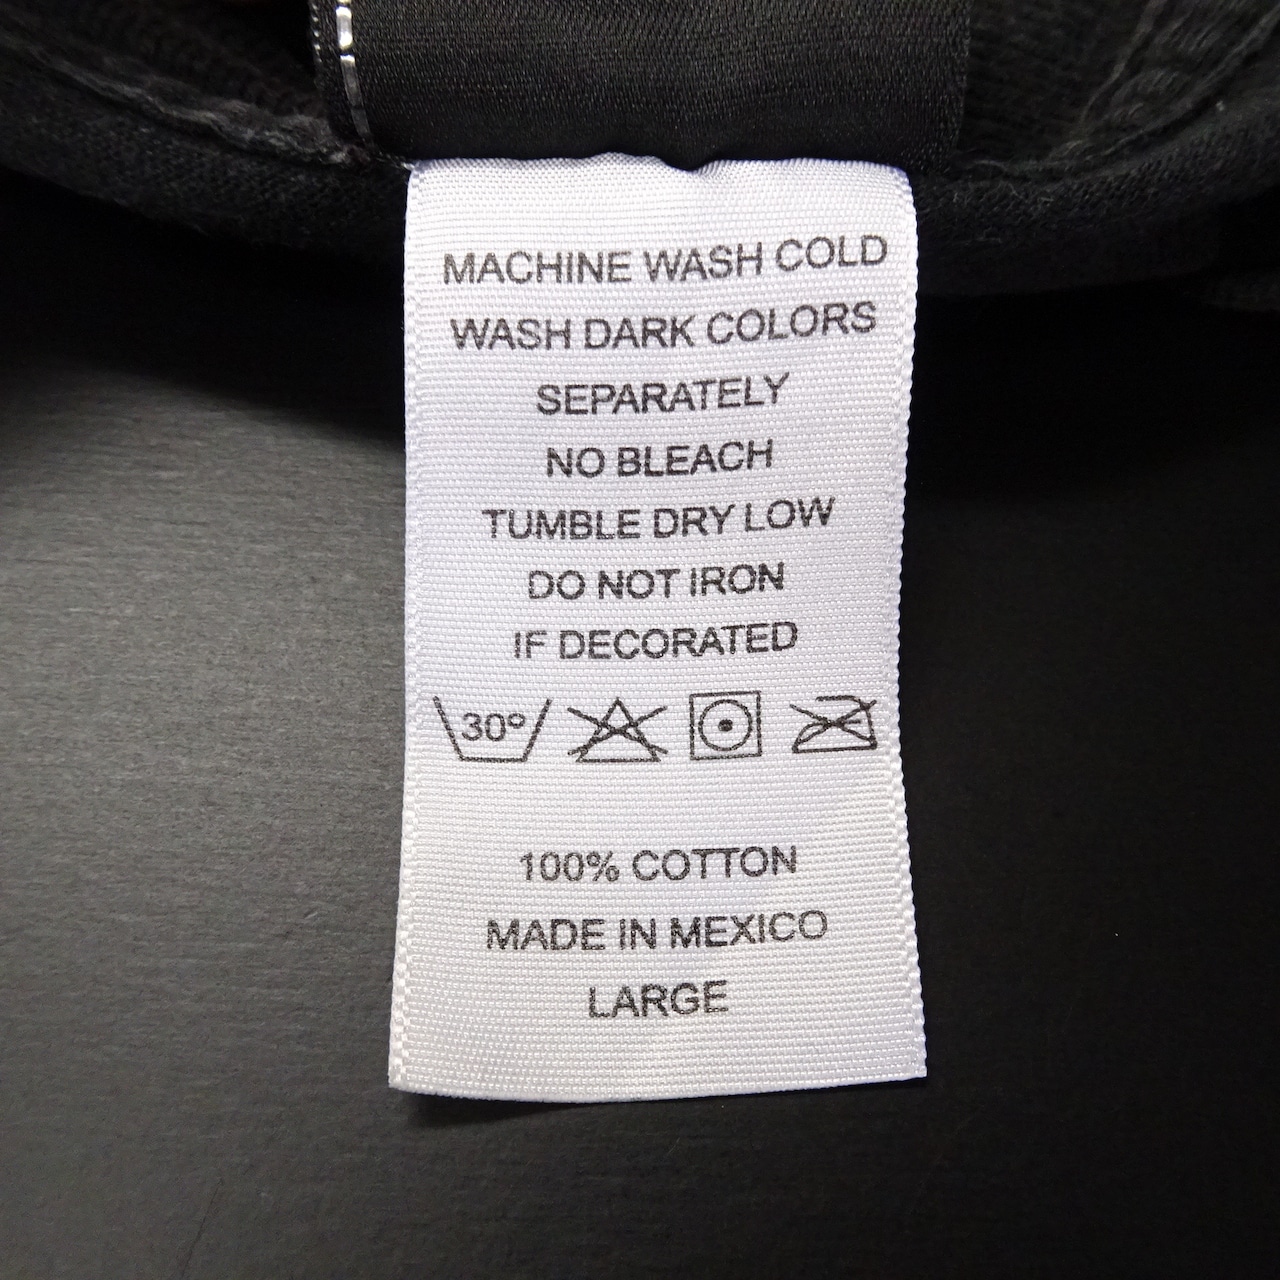 MACHINE WASH COLD
WASH DARK COLORS
SEPARATELY
NO BLEACH
TUMBLE DRY LOW
DO NOT IRON
IF DECORATED
30°
100% COTTON
MADE IN MEXICO
LARGE